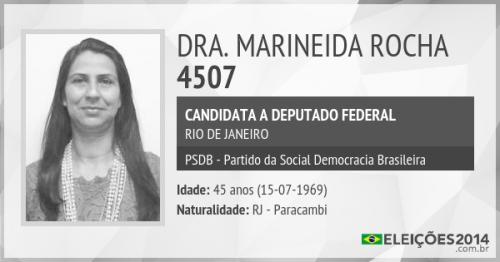 DRA. MARINEIDA ROCHA
4507
CANDIDATA A DEPUTADO FEDERAL
RIO DE JANEIRO
PSDB - Partido da Social Democracia Brasileira
Idade: 45 anos (15-07-1969)
Naturalidade: RJ - Paracambi
ELEIÇÕES2014
.com.br